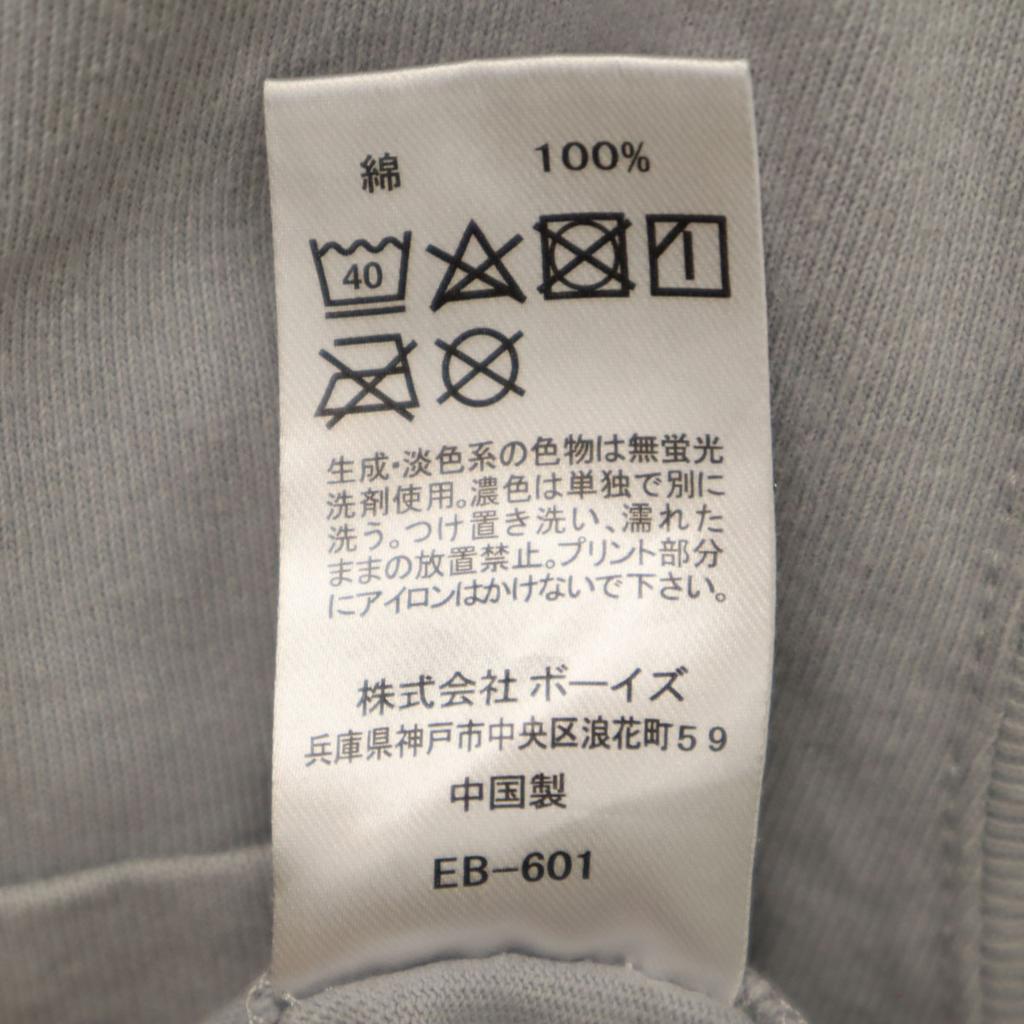 綿 100%
40
生成・淡色系の色物は無蛍光
洗剤使用。濃色は単独で別に
洗う。つけ置き洗い、濡れた
ままの放置禁止。プリント部分
にアイロンはかけないで下さい。
株式会社 ボーイズ
兵庫県神戸市中央区浪花町59
中国製
EB-601